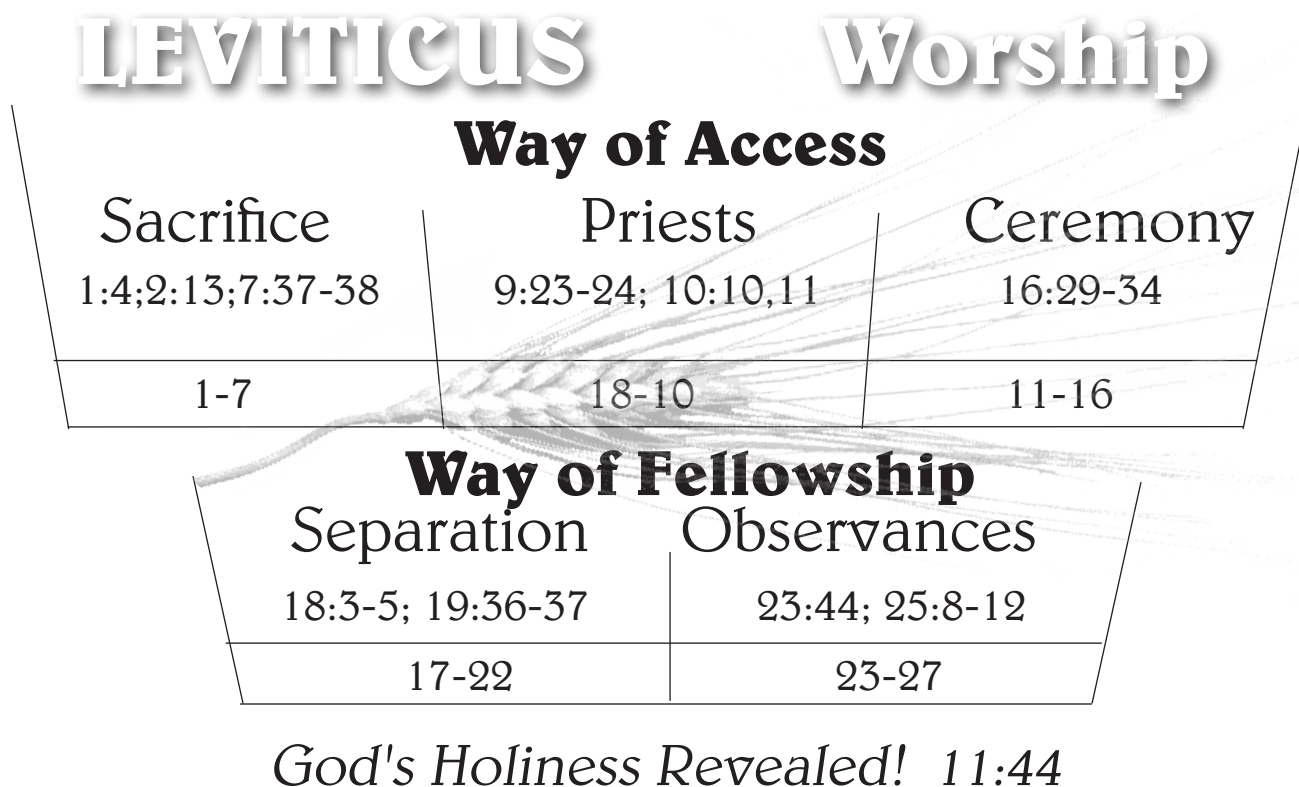 LEVITICUS Worship
Way of Access
Sacrifice Priests Ceremony
1:4;2:13;7:37-38 9:23-24; 10:10,11 16:29-34
1-7 18-10 11-16
Way of Fellowship
Separation Observances
18:3-5; 19:36-37 23:44; 25:8-12
17-22 23-27
God's Holiness Revealed! 11:44